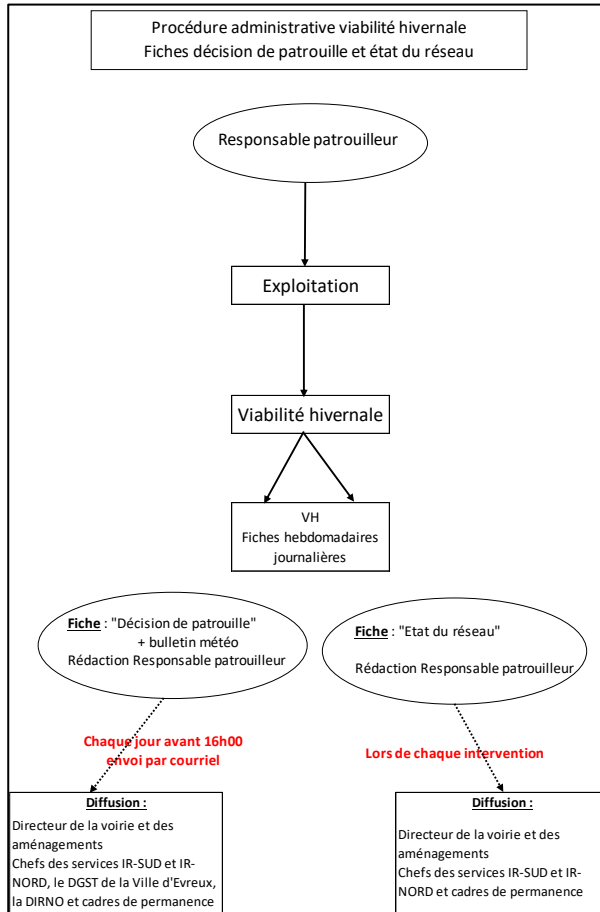 Procédure administrative viabilité hivernale
Fiches décision de patrouille et état du réseau
Responsable patrouilleur
Exploitation
Viabilité hivernale
VH
Fiches hebdomadaires
journalières
Fiche : "Décision de patrouille"
+ bulletin météo
Rédaction Responsable patrouilleur
Fiche : "Etat du réseau"
Rédaction Responsable patrouilleur
Chaque jour avant 16h00
envoi par courriel
Lors de chaque intervention
Diffusion :
Directeur de la voirie et des
aménagements
Chefs des services IR-SUD et IR-
NORD, le DGST de la Ville d'Evreux,
la DIRNO et cadres de permanence
Diffusion :
Directeur de la voirie et des
aménagements
Chefs des services IR-SUD et IR-
NORD et cadres de permanence